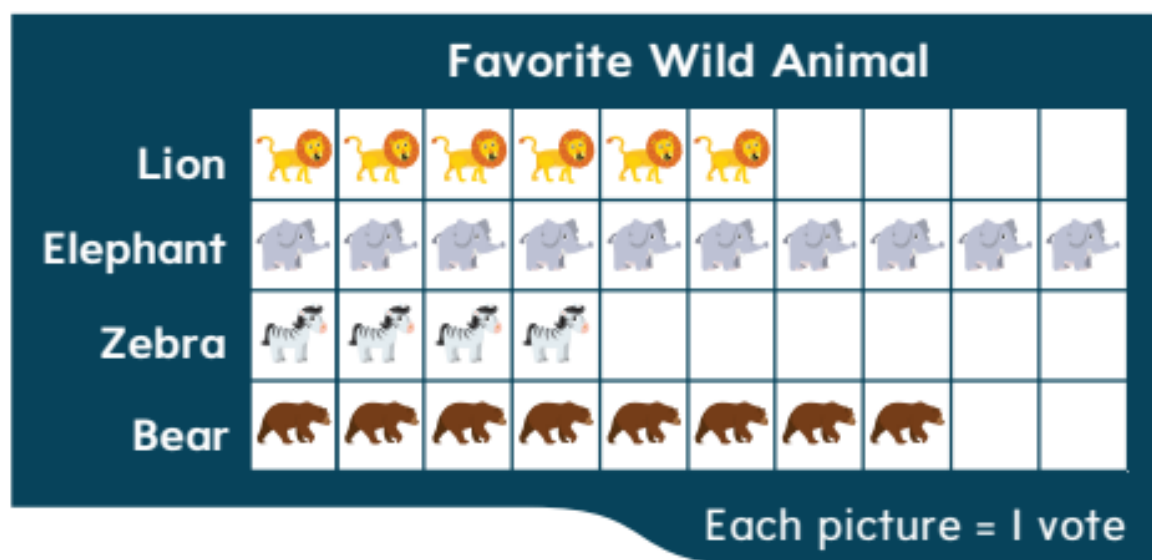 Favorite Wild Animal
Lion
Elephant
Zebra
Bear
Each picture = 1 vote